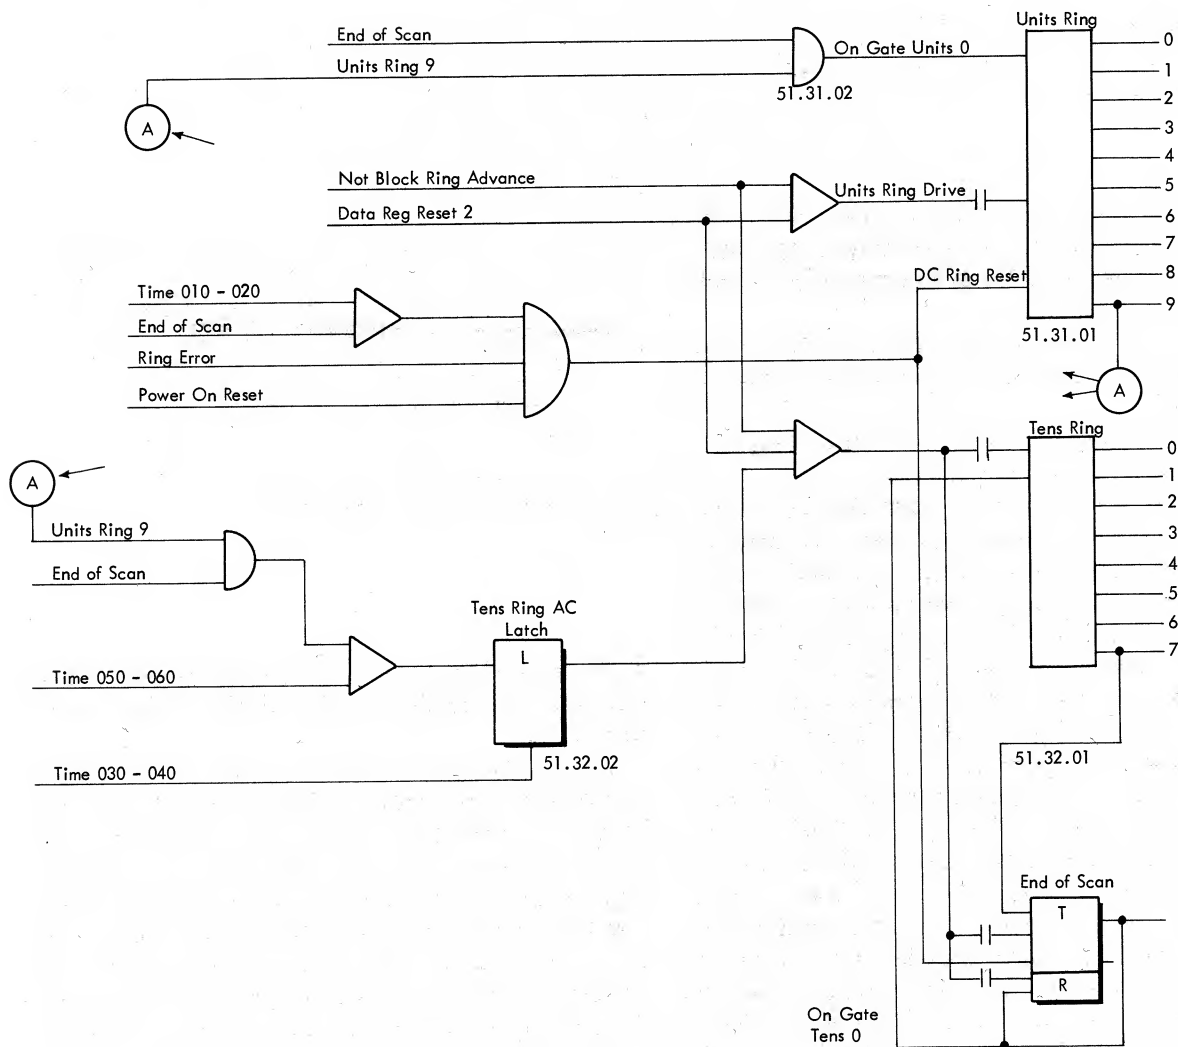 Units Ring
End of Scan
On Gate Units 0
Units Ring 9
51.31.02
A
0
1
2
3
4
5
6
7
8
9
Not Block Ring Advance
Units Ring Drive
Data Reg Reset 2
DC Ring Reset
Time 010 - 020
End of Scan
Ring Error
Power On Reset
51.31.01
A
Tens Ring
0
1
2
3
4
5
6
7
A
Units Ring 9
End of Scan
Tens Ring AC
Latch
L
Time 050 - 060
51.32.02
Time 030 - 040
51.32.01
End of Scan
T
R
On Gate
Tens 0